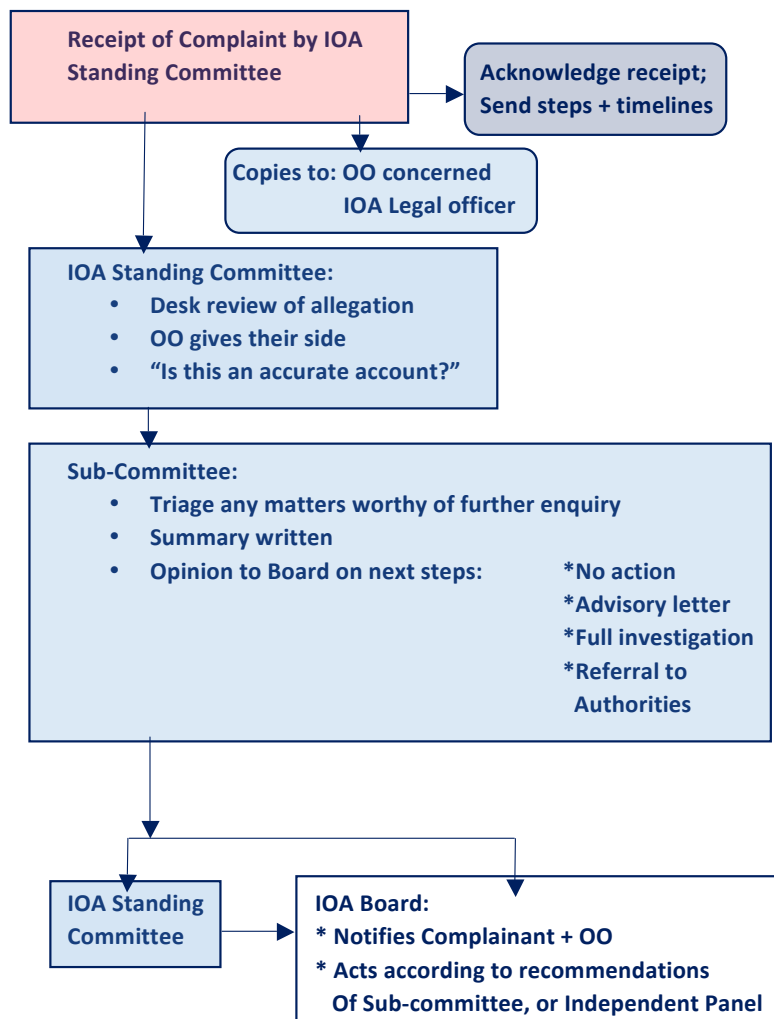 Receipt of Complaint by IOA
Standing Committee
Acknowledge receipt;
Send steps + timelines
Copies to: OO concerned
IOA Legal officer
IOA Standing Committee:
• Desk review of allegation
• OO gives their side
• “Is this an accurate account?”
Sub-Committee:
• Triage any matters worthy of further enquiry
• Summary written
• Opinion to Board on next steps: *No action
*Advisory letter
*Full investigation
*Referral to
Authorities
IOA Standing
Committee
IOA Board:
* Notifies Complainant + OO
* Acts according to recommendations
Of Sub-committee, or Independent Panel